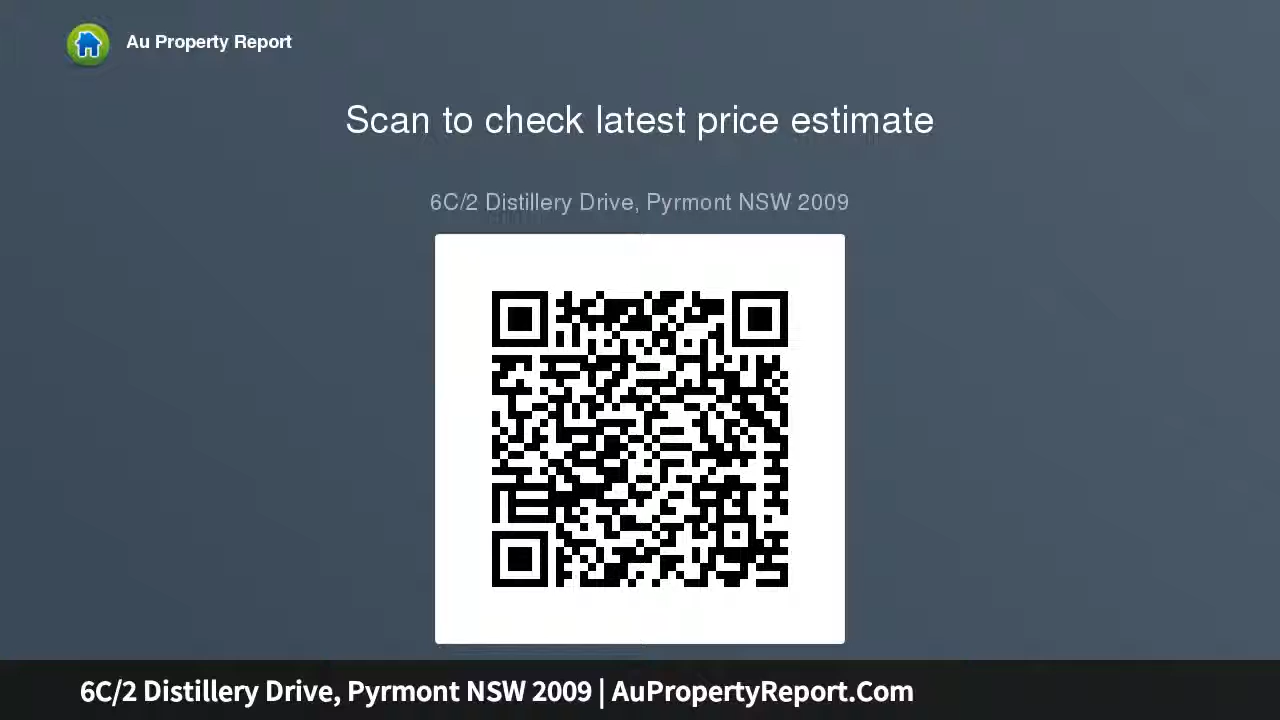 Au Property Report
Scan to check latest price estimate
6C/2 Distillery Drive, Pyrmont NSW 2009
6C/2 Distillery Drive, Pyrmont NSW 2009 | AuPropertyReport.Com